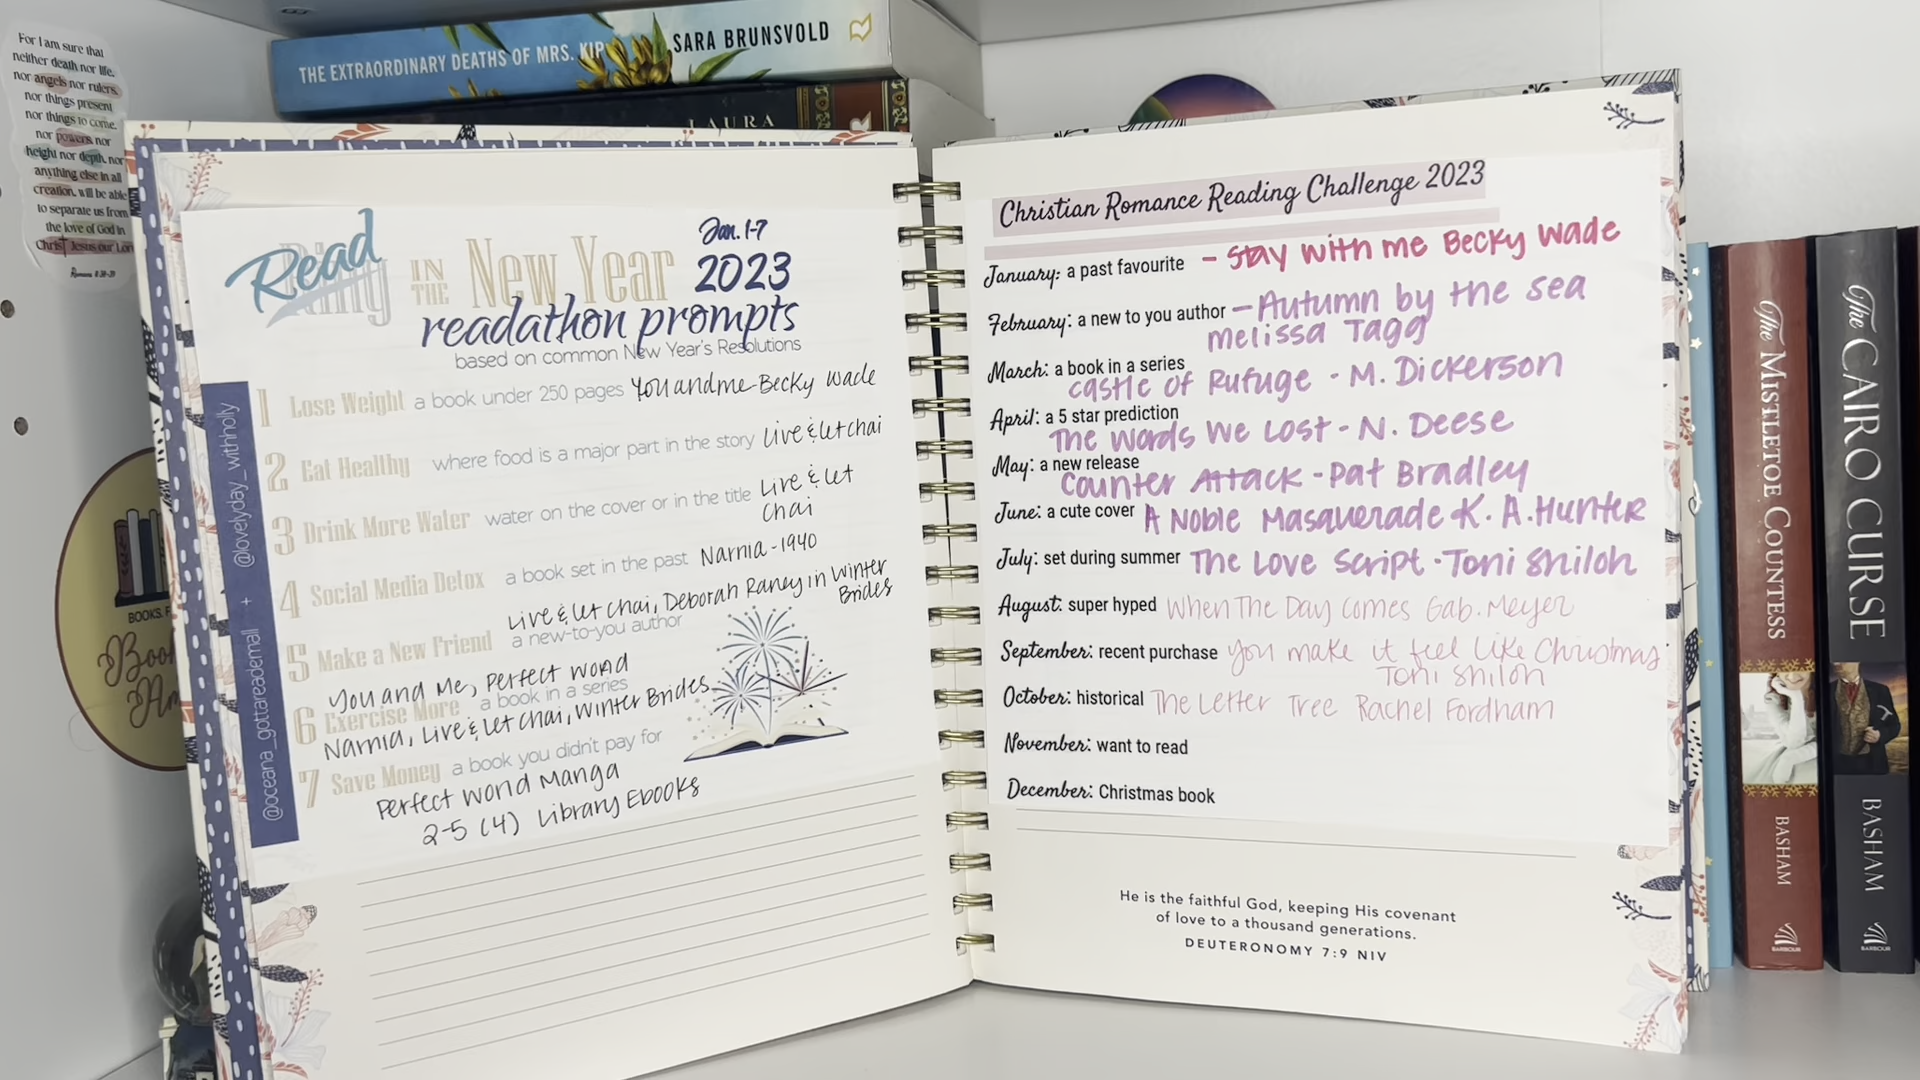 For I am sure that
neither death nor life,
nor angels nor rulers,
nor things present
nor things to come,
nor powers, nor
height nor depth, nor
anything else in all
creation, will be able
to separate us from
the love of God in
Christ Jesus our Lord
Romans 8:38-39
THE EXTRAORDINARY DEATHS OF MRS. KIP
SARA BRUNSVOLD
LAURA
BOOKS, F
Boo
Am
Read
Ring
IN THE New Year
Jan. 1-7
2023
readathon prompts
based on common New Year's Resolutions
@oceana_gottareademall + @lovelyday_withholly
1 Lose Weight a book under 250 pages You and me-Becky Wade
2 Eat Healthy where food is a major part in the story Live & let chai
3 Drink More Water water on the cover or in the title Live & let
chai
4 Social Media Detox a book set in the past Narnia-1940
Live & let chai, Deborah Raney in Winter
Brides
5 Make a New Friend a new-to-you author
You and Me, Perfect World
6 Exercise More a book in a series
Narnia, Live & let chai, Winter Brides
7 Save Money a book you didn't pay for
Perfect World Manga
2-5 (4) Library Ebooks
Christian Romance Reading Challenge 2023
January: a past favourite - Stay with me Becky Wade
February: a new to you author - Autumn by the sea
Melissa Tagg
March: a book in a series
Castle of Rufuge - M. Dickerson
April: a 5 star prediction
The Words We Lost - N. Deese
May: a new release
Counter Attack - Pat Bradley
June: a cute cover A Noble Masquerade K. A. Hunter
July: set during summer The Love Script - Toni Shiloh
August: super hyped When The Day Comes Gab. Meyer
September: recent purchase You make it feel like Christmas
Toni Shiloh
October: historical The Letter Tree Rachel Fordham
November: want to read
December: Christmas book
He is the faithful God, keeping His covenant
of love to a thousand generations.
DEUTERONOMY 7:9 NIV
The MISTLETOE COUNTESS
BASHAM
BARBOUR
The CAIRO CURSE
BASHAM
BARBOUR